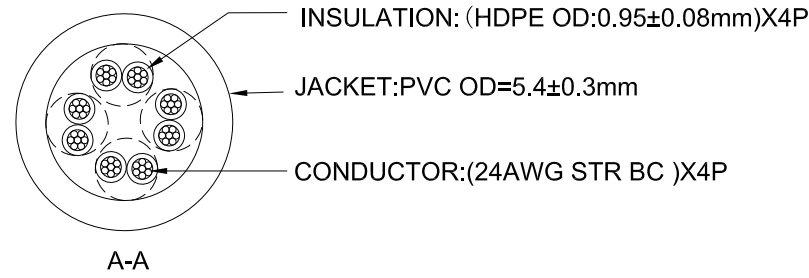 INSULATION:（HDPE OD:0.95±0.08mm)X4P
JACKET:PVC OD=5.4±0.3mm
CONDUCTOR:(24AWG STR BC )X4P
A-A